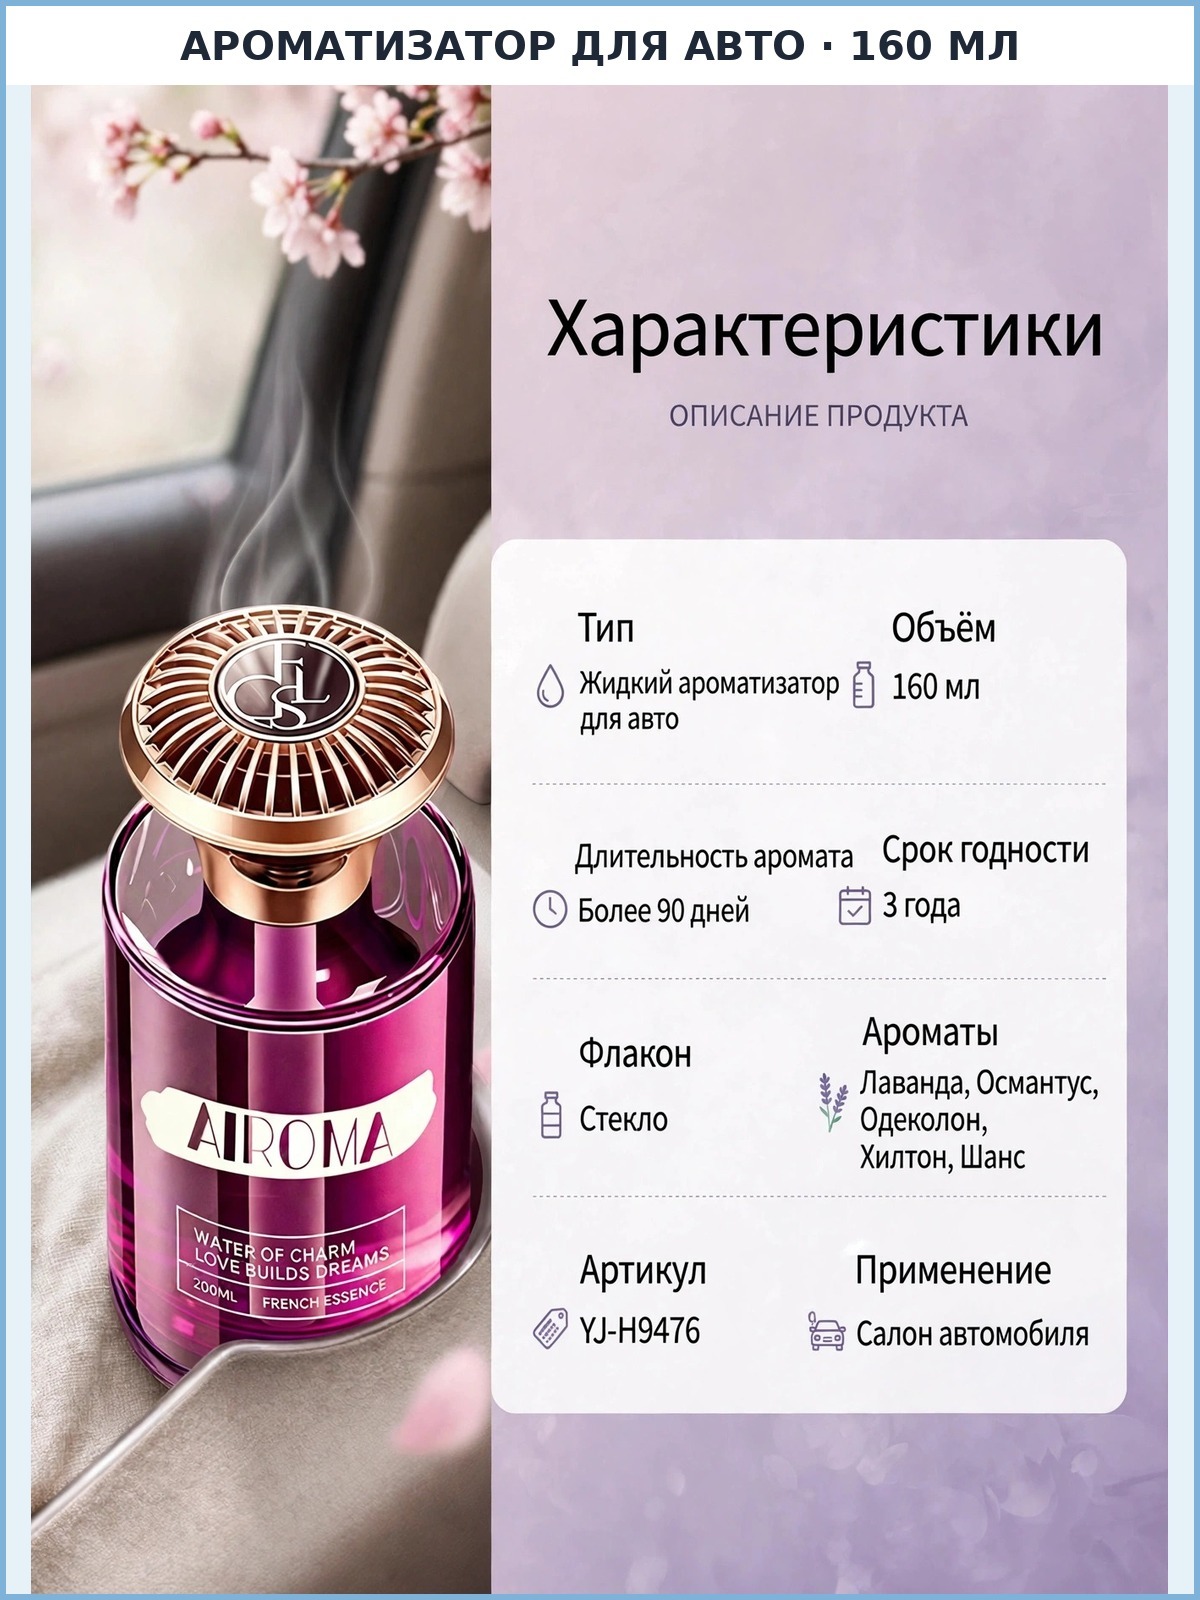 АРОМАТИЗАТОР ДЛЯ АВТО · 160 МЛ
Характеристики
ОПИСАНИЕ ПРОДУКТА
Тип
Жидкий ароматизатор
для авто
Объём
160 мл
Длительность аромата
Более 90 дней
Срок годности
3 года
Флакон
Стекло
Ароматы
Лаванда, Османтус,
Одеколон,
Хилтон, Шанс
Артикул
YJ-H9476
Применение
Салон автомобиля
AIROMA
WATER OF CHARM
LOVE BUILDS DREAMS
200ML
FRENCH ESSENCE